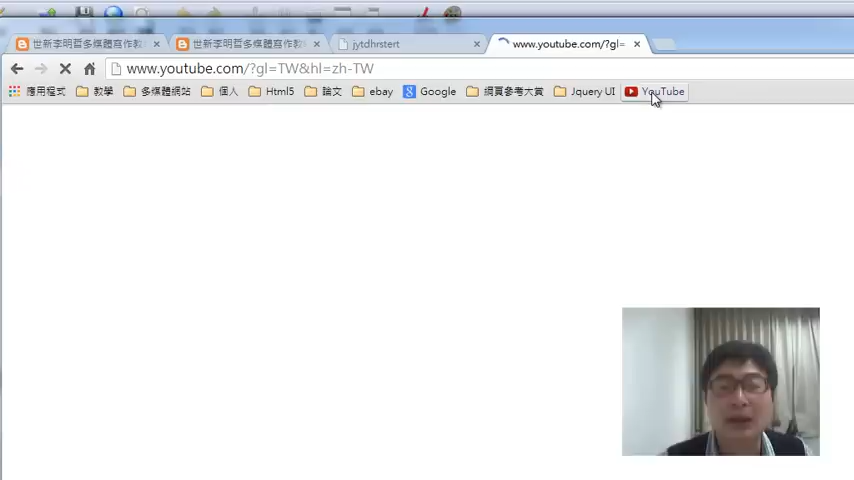 世新李明哲多媒體寫作教 世新李明哲多媒體寫作教 jytdhrstert www.youtube.com/?gl=
www.youtube.com/?gl=TW&hl=zh-TW
應用程式 教學 多媒體網站 個人 Html5 論文 ebay Google 網頁參考大賞 Jquery UI YouTube